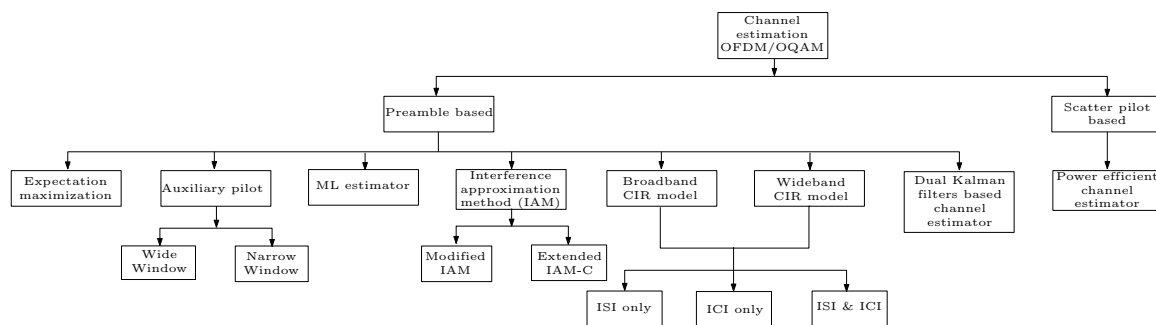 Channel
estimation
OFDM/OQAM
Preamble based
Scatter pilot
based
Expectation
maximization
Auxiliary pilot
ML estimator
Interference
approximation
method (IAM)
Broadband
CIR model
Wideband
CIR model
Dual Kalman
filters based
channel
estimator
Power efficient
channel
estimator
Wide
Window
Narrow
Window
Modified
IAM
Extended
IAM-C
ISI only
ICI only
ISI & ICI